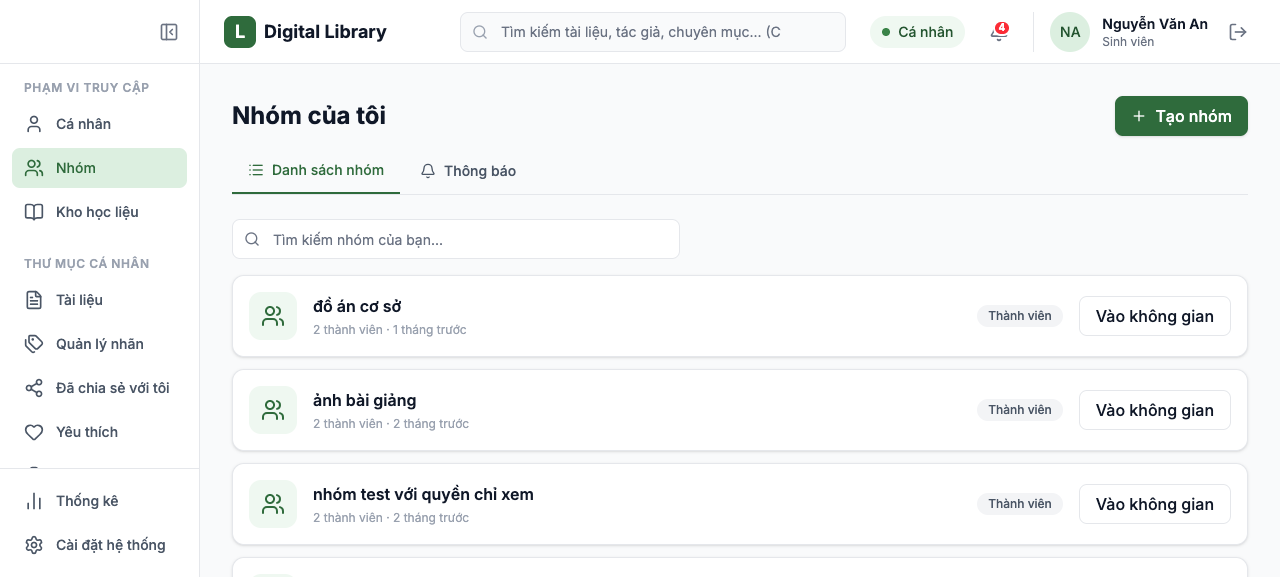 L Digital Library
Tìm kiếm tài liệu, tác giả, chuyên mục... (C
Cá nhân
4
NA
Nguyễn Văn An
Sinh viên
PHẠM VI TRUY CẬP
Cá nhân
Nhóm
Kho học liệu
THƯ MỤC CÁ NHÂN
Tài liệu
Quản lý nhãn
Đã chia sẻ với tôi
Yêu thích
Thống kê
Cài đặt hệ thống
Nhóm của tôi
Tạo nhóm
Danh sách nhóm
Thông báo
Tìm kiếm nhóm của bạn...
đồ án cơ sở
2 thành viên · 1 tháng trước
Thành viên
Vào không gian
ảnh bài giảng
2 thành viên · 2 tháng trước
Thành viên
Vào không gian
nhóm test với quyền chỉ xem
2 thành viên · 2 tháng trước
Thành viên
Vào không gian